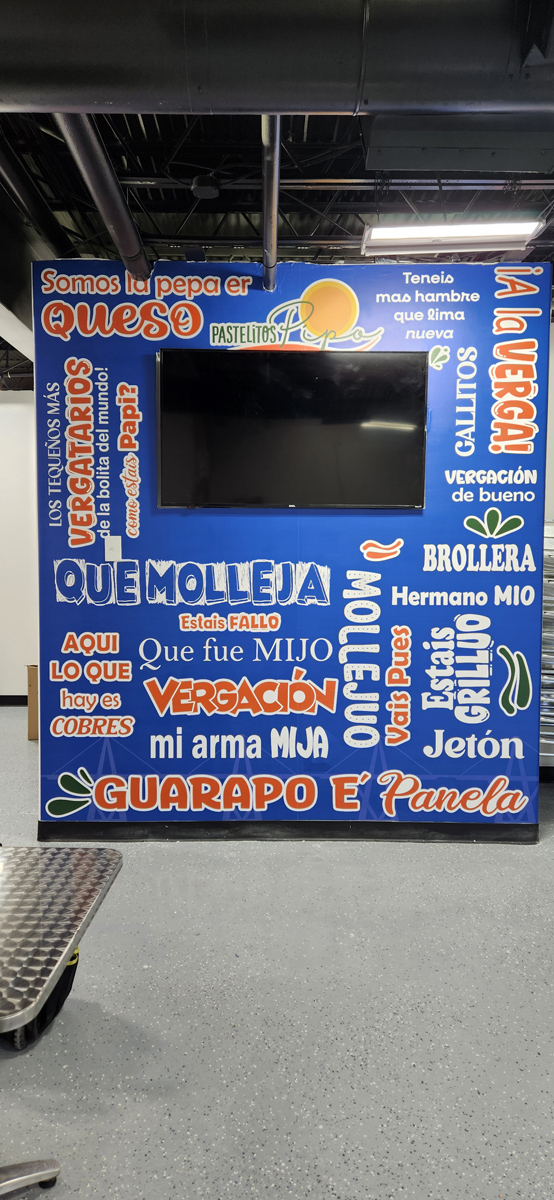 Somos la pepa er
QUESO
PASTELITOS Pipo
Teneis
mas hambre
que lima
nueva
¡A la VERGA!
GALLITOS
LOS TEQUEÑOS MÁS
VERGATARIOS
de la bolita del mundo!
como estais Papi?
VERGACIÓN
de bueno
BROLLERA
Hermano MIO
QUE MOLLEJA
Estais FALLO
Que fue MIJO
VERGACIÓN
mi arma MIJA
AQUI
LO QUE
hay es
COBRES
MOLLEJUO
Vais Pues
Estais
GRILLUO
Jetón
GUARAPO E´ Panela